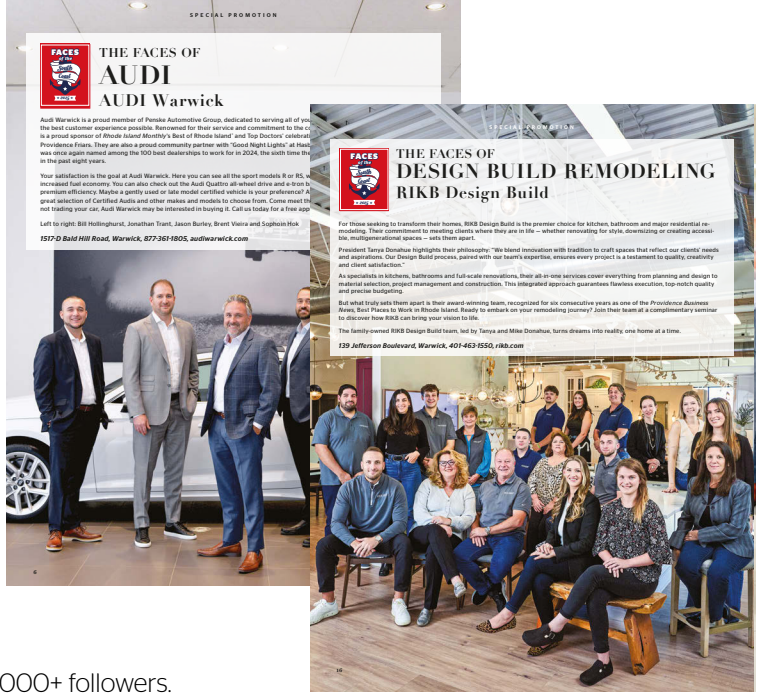 SPECIAL PROMOTION
FACES
of the
South
Coast
2025
THE FACES OF
AUDI
AUDI Warwick
Audi Warwick is a proud member of Penske Automotive Group, dedicated to serving all of you
the best customer experience possible. Renowned for their service and commitment to the co
is a proud sponsor of Rhode Island Monthly's Best of Rhode Island' and Top Doctors' celebrati
Providence Friars. They are also a proud community partner with "Good Night Lights" at Hasb
was once again named among the 100 best dealerships to work for in 2024, the sixth time the
in the past eight years.
Your satisfaction is the goal at Audi Warwick. Here you can see all the sport models R or RS, w
increased fuel economy. You can also check out the Audi Quattro all-wheel drive and e-tron b
premium efficiency. Maybe a gently used or late model certified vehicle is your preference? A
great selection of Certified Audis and other makes and models to choose from. Come meet the
not trading your car, Audi Warwick may be interested in buying it. Call us today for a free app
Left to right: Bill Hollinghurst, Jonathan Trant, Jason Burley, Brent Vieira and Sophoin Hok
1517-D Bald Hill Road, Warwick, 877-361-1805, audiwarwick.com
6
SPECIAL PROMOTION
FACES
of the
South
Coast
2025
THE FACES OF
DESIGN BUILD REMODELING
RIKB Design Build
For those seeking to transform their homes, RIKB Design Build is the premier choice for kitchen, bathroom and major residential re-
modeling. Their commitment to meeting clients where they are in life — whether renovating for style, downsizing or creating accessi-
ble, multigenerational spaces — sets them apart.
President Tanya Donahue highlights their philosophy: "We blend innovation with tradition to craft spaces that reflect our clients' needs
and aspirations. Our Design Build process, paired with our team's expertise, ensures every project is a testament to quality, creativity
and client satisfaction."
As specialists in kitchens, bathrooms and full-scale renovations, their all-in-one services cover everything from planning and design to
material selection, project management and construction. This integrated approach guarantees flawless execution, top-notch quality
and precise budgeting.
But what truly sets them apart is their award-winning team, recognized for six consecutive years as one of the Providence Business
News, Best Places to Work in Rhode Island. Ready to embark on your remodeling journey? Join their team at a complimentary seminar
to discover how RIKB can bring your vision to life.
The family-owned RIKB Design Build team, led by Tanya and Mike Donahue, turns dreams into reality, one home at a time.
139 Jefferson Boulevard, Warwick, 401-463-1550, rikb.com
16
000+ followers.